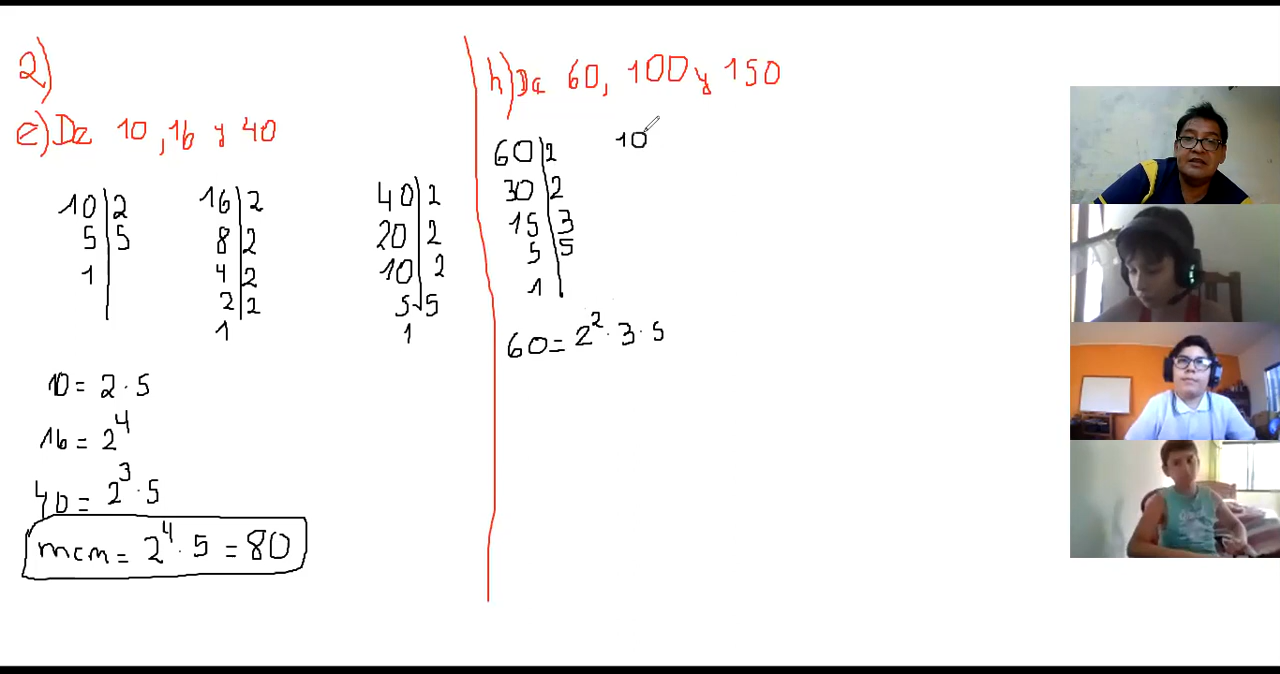 2)
e) De 10, 16 y 40
10 | 2
5 | 5
1
16 | 2
8 | 2
4 | 2
2 | 2
1
40 | 2
20 | 2
10 | 2
5 | 5
1
10 = 2 · 5
16 = 2⁴
40 = 2³ · 5
mcm = 2⁴ · 5 = 80
h) De 60, 100 y 150
60 | 2
30 | 2
15 | 3
5 | 5
1
60 = 2² · 3 · 5
10